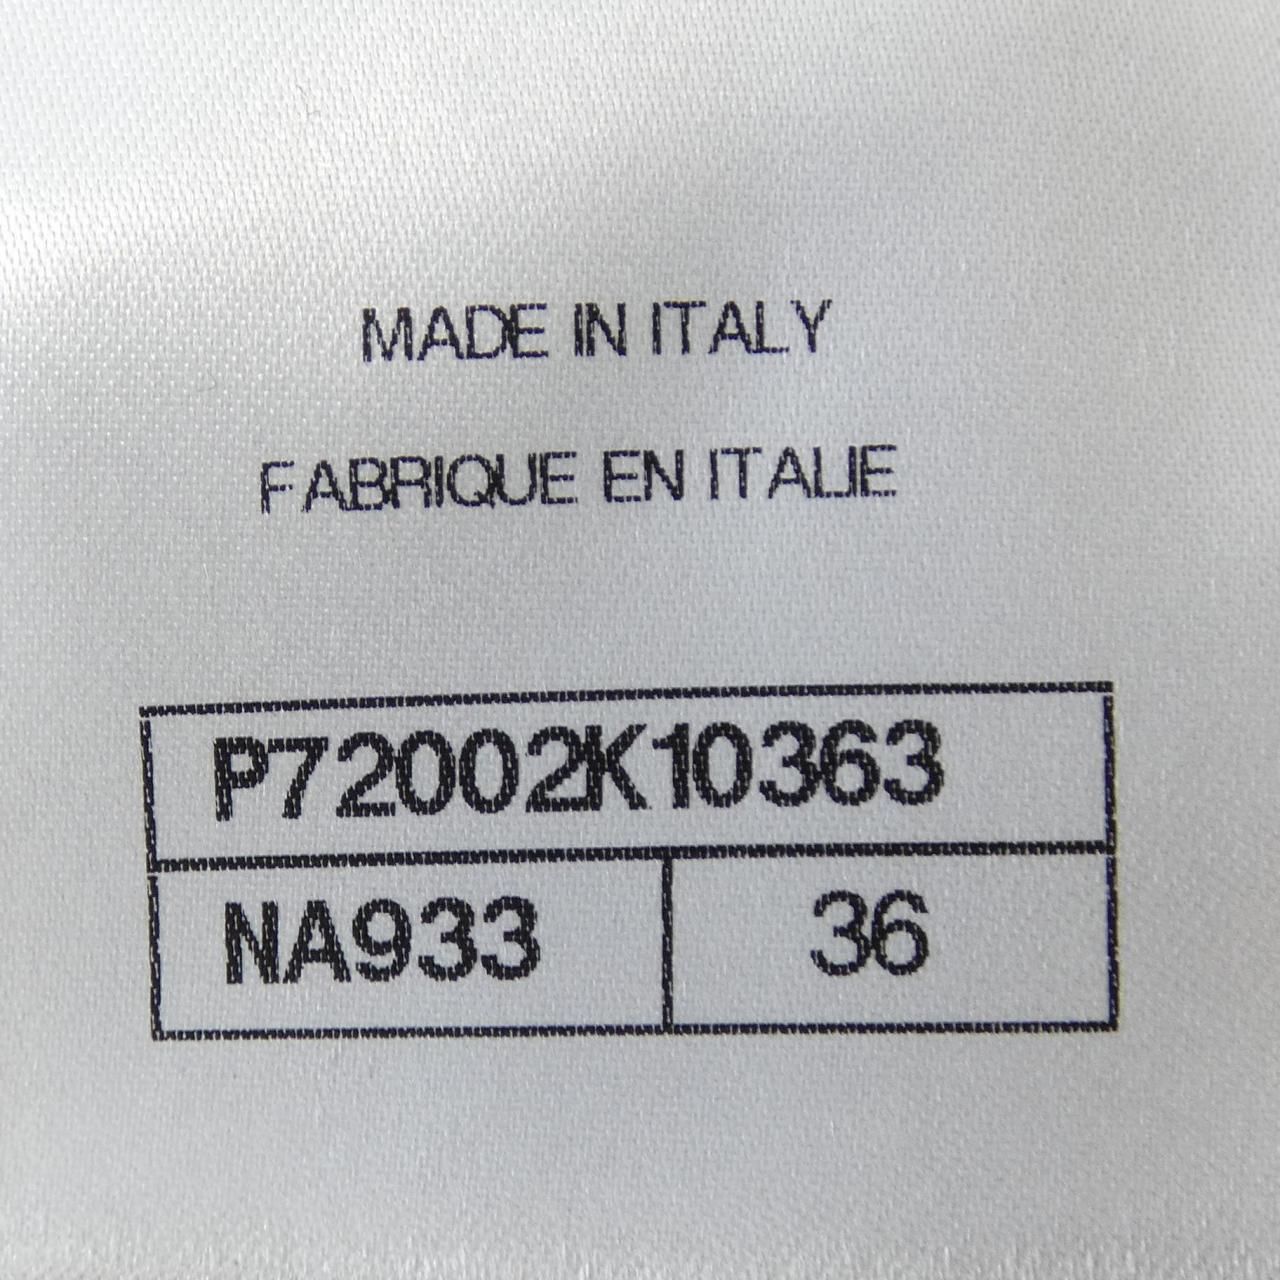 MADE IN ITALY
FABRIQUE EN ITALIE
P72002K10363
NA933 36